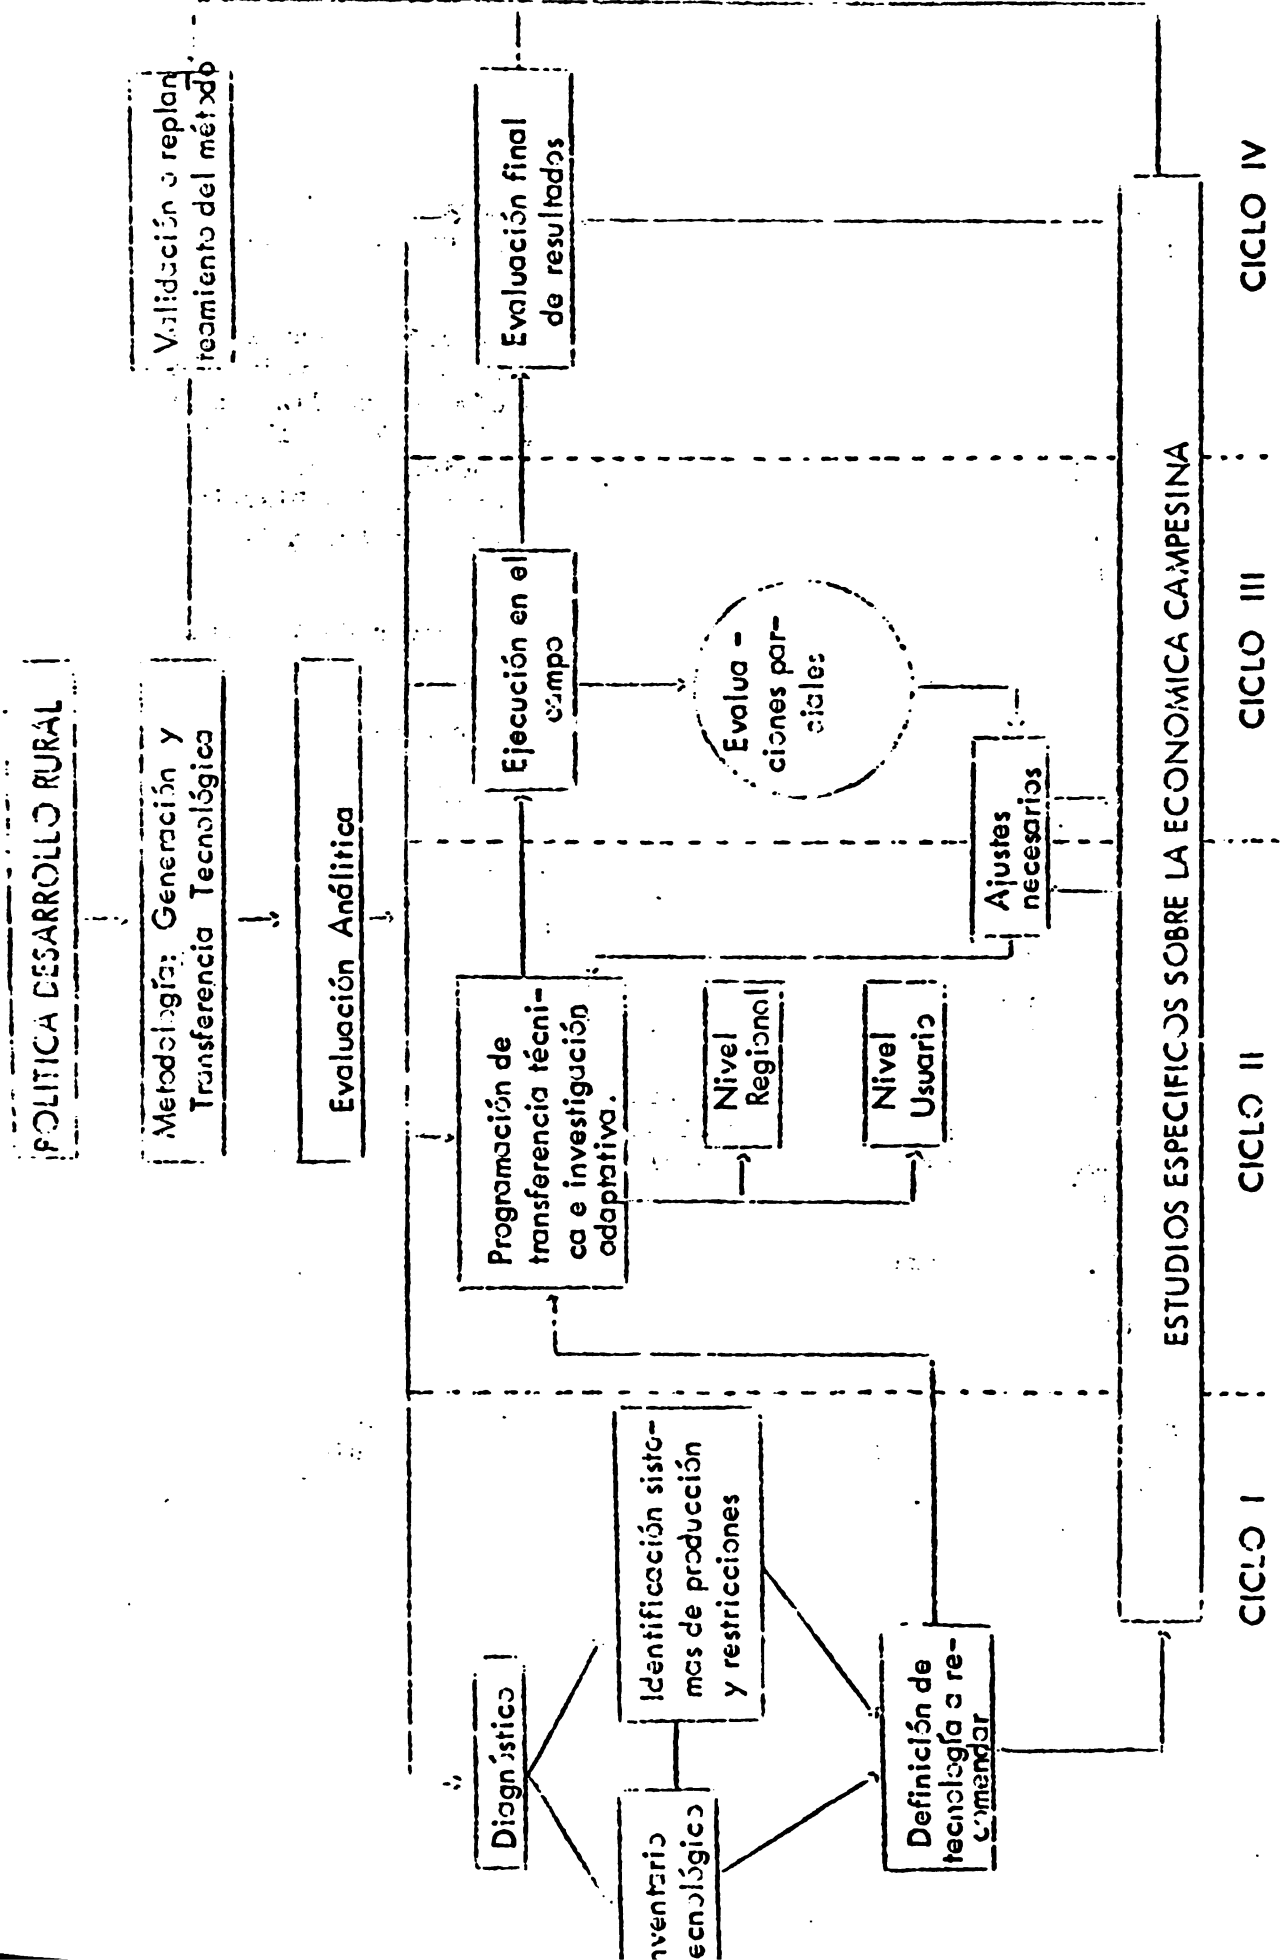 POLITICA DESARROLLO RURAL
Metodología: Generación y
Transferencia Tecnológica
Evaluación Análitica
Validación o replan
teamiento del método
Diagnóstico
nventario
ecnológico
Identificación siste-
mas de producción
y restricciones
Definición de
tecnología a re-
comendar
Programación de
transferencia técni-
ca e investigación
adaptativa.
Nivel
Regional
Nivel
Usuario
Ejecución en el
campo
Evalua -
ciones par-
ciales
Ajustes
necesarios
Evaluación final
de resultados
ESTUDIOS ESPECIFICOS SOBRE LA ECONOMICA CAMPESINA
CICLO I
CICLO II
CICLO III
CICLO IV